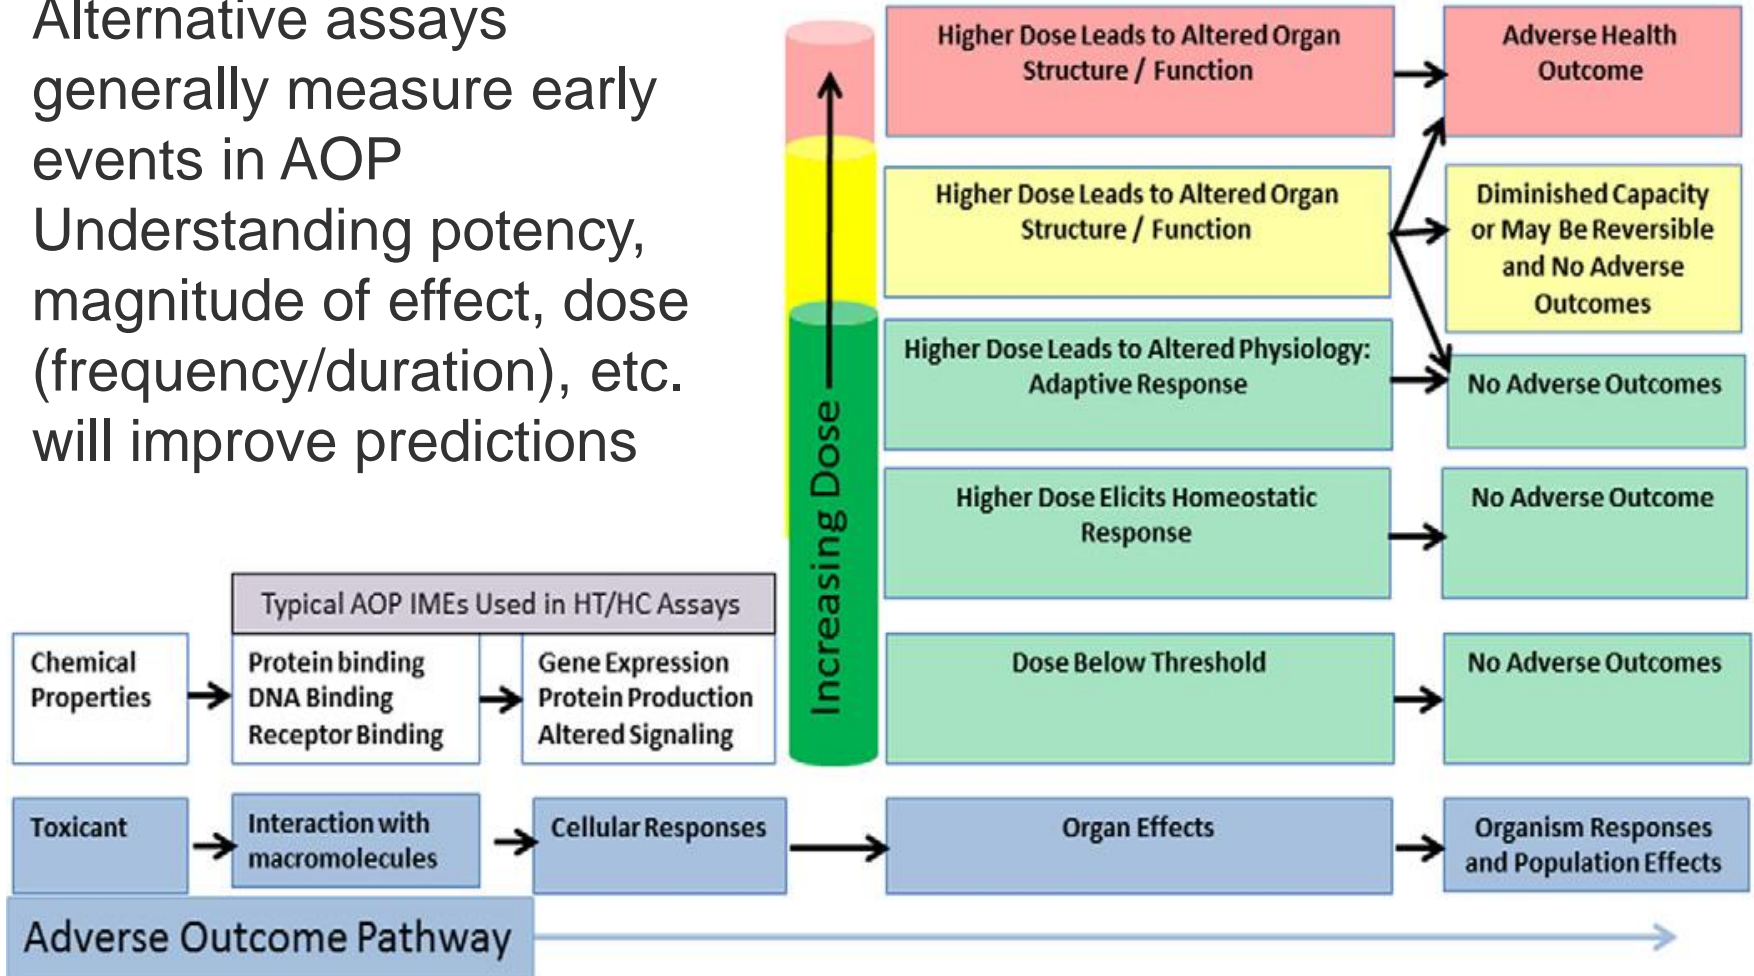 Alternative assays
generally measure early
events in AOP
Understanding potency,
magnitude of effect, dose
(frequency/duration), etc.
will improve predictions
Increasing Dose
Higher Dose Leads to Altered Organ
Structure / Function
Adverse Health
Outcome
Higher Dose Leads to Altered Organ
Structure / Function
Diminished Capacity
or May Be Reversible
and No Adverse
Outcomes
Higher Dose Leads to Altered Physiology:
Adaptive Response
No Adverse Outcomes
Higher Dose Elicits Homeostatic
Response
No Adverse Outcome
Dose Below Threshold
No Adverse Outcomes
Typical AOP IMEs Used in HT/HC Assays
Chemical
Properties
Protein binding
DNA Binding
Receptor Binding
Gene Expression
Protein Production
Altered Signaling
Toxicant
Interaction with
macromolecules
Cellular Responses
Organ Effects
Organism Responses
and Population Effects
Adverse Outcome Pathway